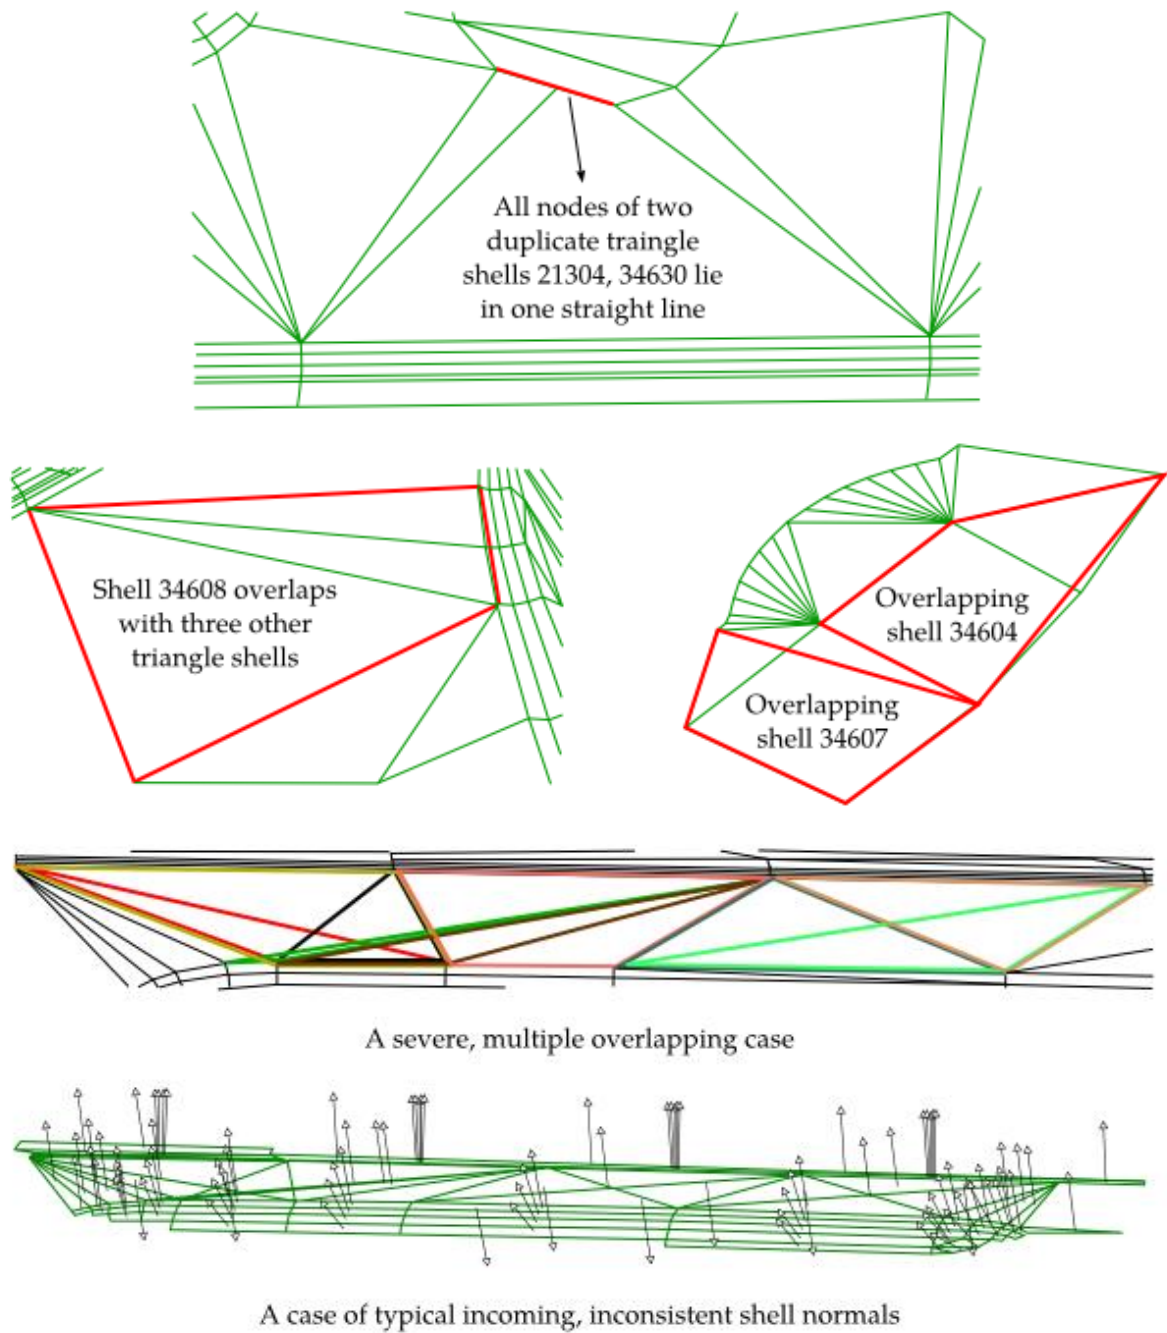 All nodes of two
duplicate traingle
shells 21304, 34630 lie
in one straight line
Shell 34608 overlaps
with three other
triangle shells
Overlapping
shell 34604
Overlapping
shell 34607
A severe, multiple overlapping case
A case of typical incoming, inconsistent shell normals